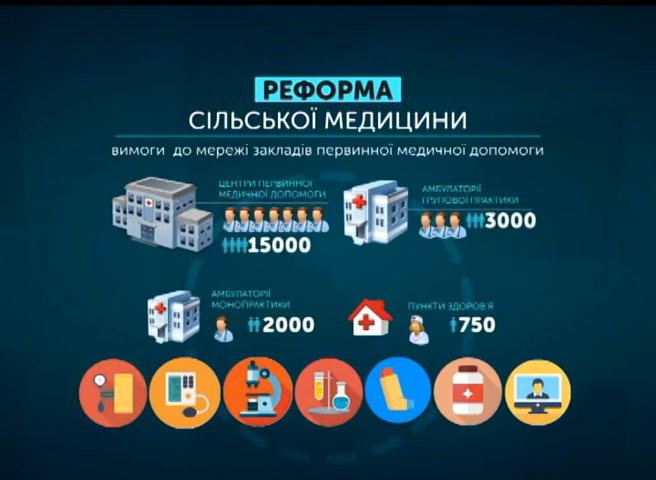 РЕФОРМА
СІЛЬСЬКОЇ МЕДИЦИНИ
вимоги до мережі закладів первинної медичної допомоги
ЦЕНТРИ ПЕРВИННОЇ
МЕДИЧНОЇ ДОПОМОГИ
15000
АМБУЛАТОРІЇ
ГРУПОВОЇ ПРАКТИКИ
3000
АМБУЛАТОРІЇ
МОНОПРАКТИКИ
2000
ПУНКТИ ЗДОРОВ'Я
750